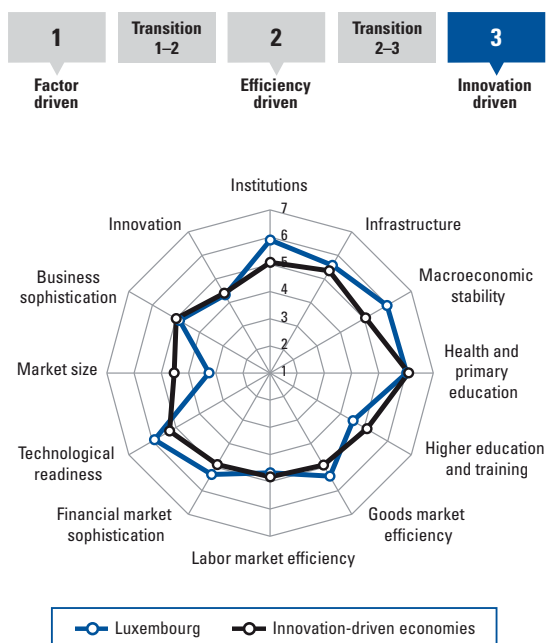 1
Transition
1–2
2
Transition
2–3
3
Factor
driven
Efficiency
driven
Innovation
driven
Institutions
7
6
5
4
3
2
1
Infrastructure
Macroeconomic
stability
Health and
primary
education
Higher education
and training
Goods market
efficiency
Labor market efficiency
Financial market
sophistication
Technological
readiness
Market size
Business
sophistication
Innovation
Luxembourg
Innovation-driven economies